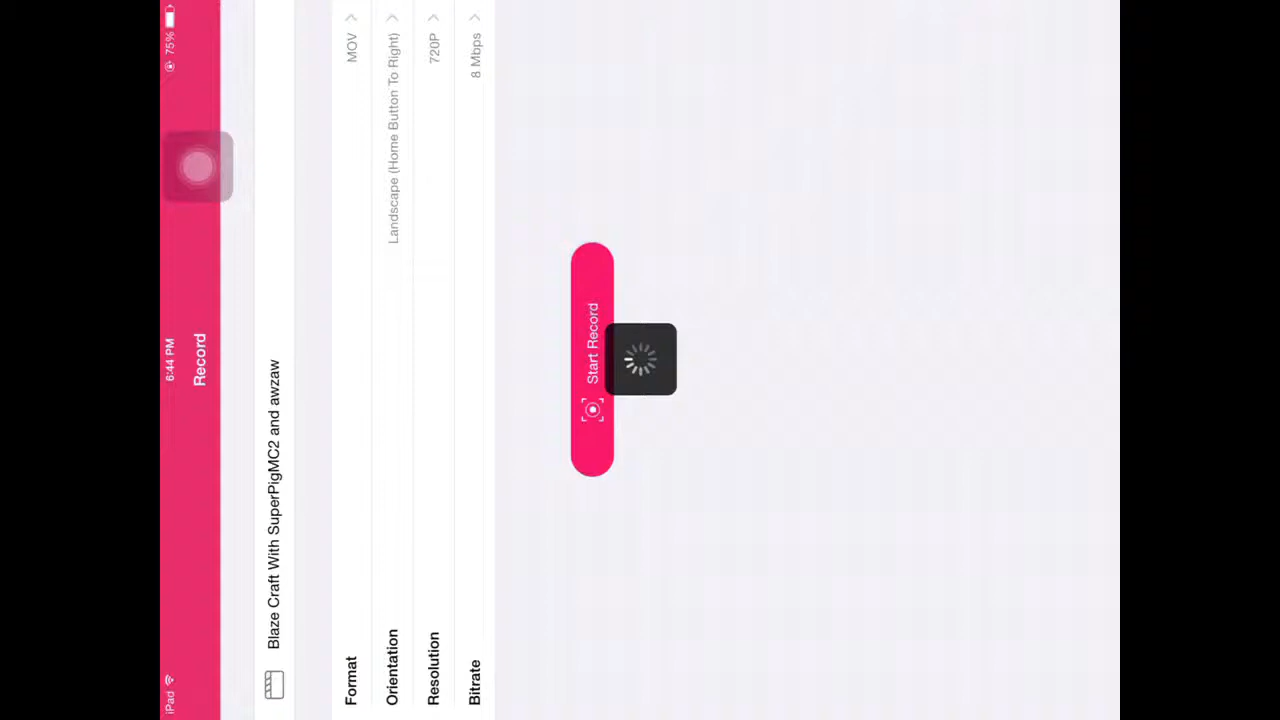 iPad 6:44 PM 75%
Record
Blaze Craft With SuperPigMC2 and awzaw
Format MOV
Orientation Landscape (Home Button To Right)
Resolution 720P
Bitrate 8 Mbps
Start Record